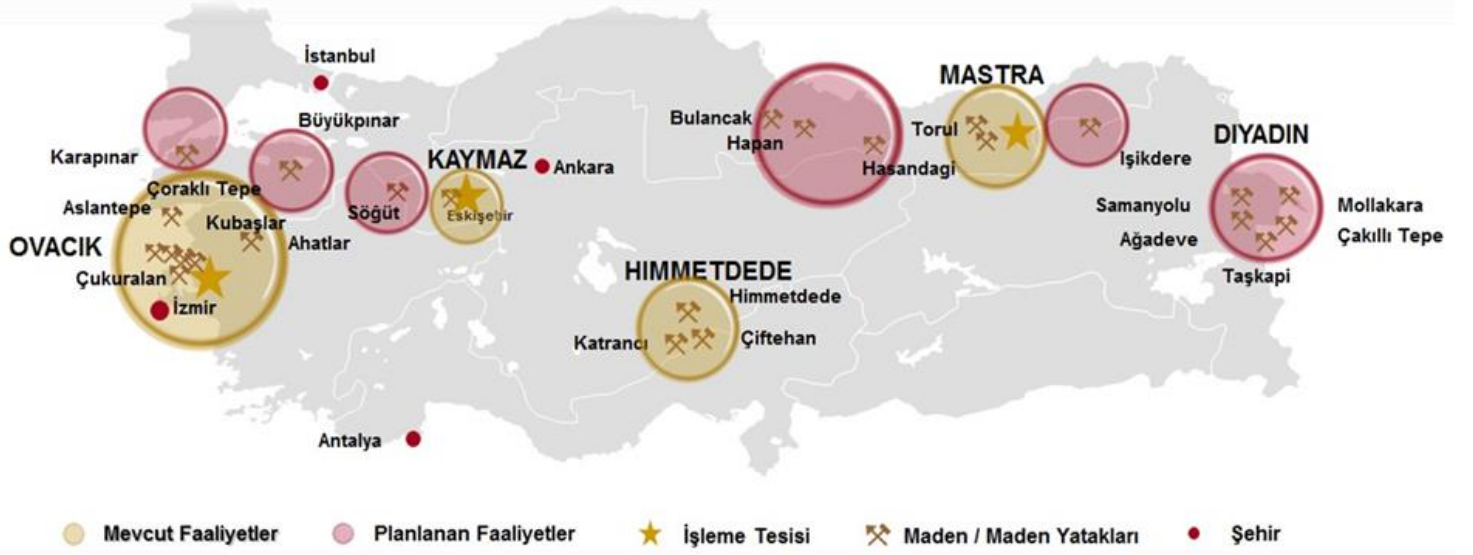 İstanbul
MASTRA
Karapınar
Büyükpınar
Bulancak
Hapan
Torul
Hasandagi
Işikdere
DIYADIN
KAYMAZ
Ankara
Çoraklı Tepe
Söğüt
Eskişehir
Aslantepe
Kubaşlar
Ahatlar
OVACIK
Çukuralan
İzmir
Samanyolu
Mollakara
Ağadeve
Çakıllı Tepe
Taşkapi
HIMMETDEDE
Himmetdede
Katrancı
Çiftehan
Antalya
Mevcut Faaliyetler
Planlanan Faaliyetler
İşleme Tesisi
Maden / Maden Yatakları
Şehir